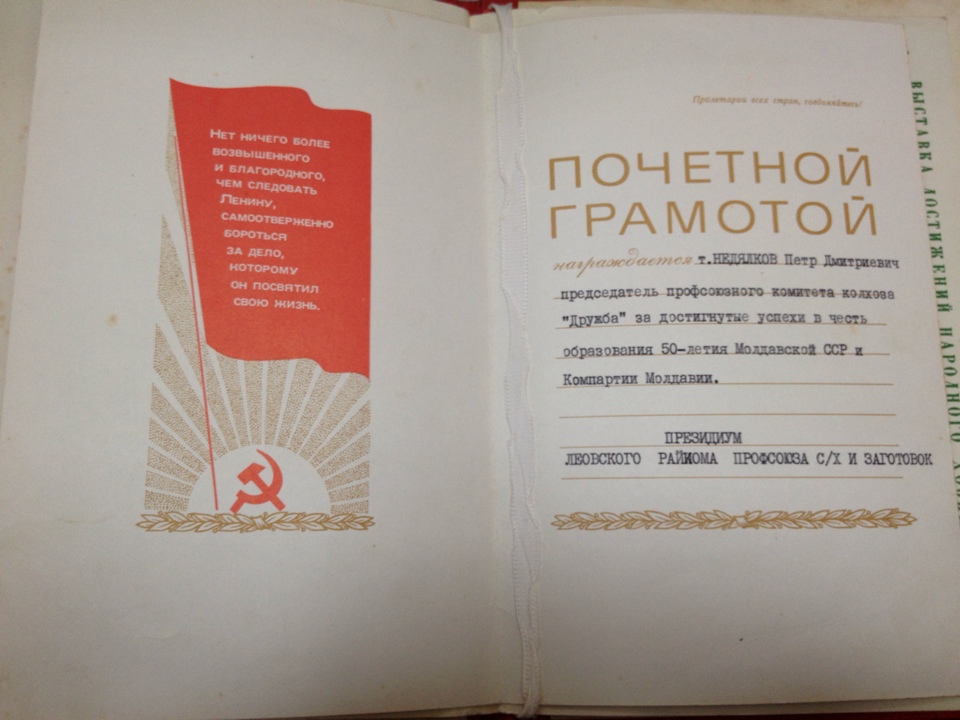 Нет ничего более
возвышенного
и благородного,
чем следовать
Ленину,
самоотверженно
бороться
за дело,
которому
он посвятил
свою жизнь.
Пролетарии всех стран, соединяйтесь!
ПОЧЕТНОЙ
ГРАМОТОЙ
награждается т.НЕДЯЛКОВ Петр Дмитриевич
председатель профсоюзного комитета колхоза
"Дружба" за достигнутые успехи в честь
образования 50-летия Молдавской ССР и
Компартии Молдавии.
ПРЕЗИДИУМ
ЛЕОВСКОГО РАЙКОМА ПРОФСОЮЗА С/Х И ЗАГОТОВОК
ВЫСТАВКА ДОСТИЖЕНИЙ НАРОДНОГО